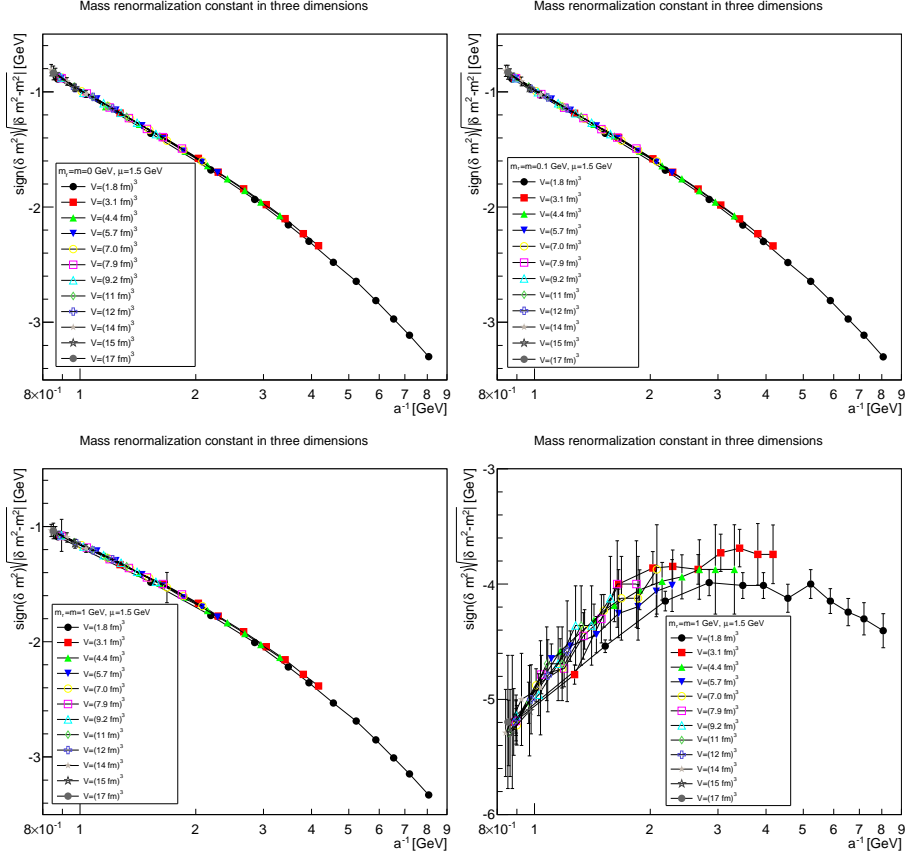 Mass renormalization constant in three dimensions
sign(δ m²)√|δ m²-m²| [GeV]
-1
-2
-3
m_r=m=0 GeV, μ=1.5 GeV
V=(1.8 fm)³
V=(3.1 fm)³
V=(4.4 fm)³
V=(5.7 fm)³
V=(7.0 fm)³
V=(7.9 fm)³
V=(9.2 fm)³
V=(11 fm)³
V=(12 fm)³
V=(14 fm)³
V=(15 fm)³
V=(17 fm)³
8×10⁻¹ 1 2 3 4 5 6 7 8 9
a⁻¹ [GeV]
Mass renormalization constant in three dimensions
sign(δ m²)√|δ m²-m²| [GeV]
-1
-2
-3
m_r=m=0.1 GeV, μ=1.5 GeV
V=(1.8 fm)³
V=(3.1 fm)³
V=(4.4 fm)³
V=(5.7 fm)³
V=(7.0 fm)³
V=(7.9 fm)³
V=(9.2 fm)³
V=(11 fm)³
V=(12 fm)³
V=(14 fm)³
V=(15 fm)³
V=(17 fm)³
8×10⁻¹ 1 2 3 4 5 6 7 8 9
a⁻¹ [GeV]
Mass renormalization constant in three dimensions
sign(δ m²)√|δ m²-m²| [GeV]
-1
-2
-3
m_r=m=1 GeV, μ=1.5 GeV
V=(1.8 fm)³
V=(3.1 fm)³
V=(4.4 fm)³
V=(5.7 fm)³
V=(7.0 fm)³
V=(7.9 fm)³
V=(9.2 fm)³
V=(11 fm)³
V=(12 fm)³
V=(14 fm)³
V=(15 fm)³
V=(17 fm)³
8×10⁻¹ 1 2 3 4 5 6 7 8 9
a⁻¹ [GeV]
Mass renormalization constant in three dimensions
sign(δ m²)√|δ m²-m²| [GeV]
-3
-4
-5
-6
m_r=m=1 GeV, μ=1.5 GeV
V=(1.8 fm)³
V=(3.1 fm)³
V=(4.4 fm)³
V=(5.7 fm)³
V=(7.0 fm)³
V=(7.9 fm)³
V=(9.2 fm)³
V=(11 fm)³
V=(12 fm)³
V=(14 fm)³
V=(15 fm)³
V=(17 fm)³
8×10⁻¹ 1 2 3 4 5 6 7 8 9
a⁻¹ [GeV]